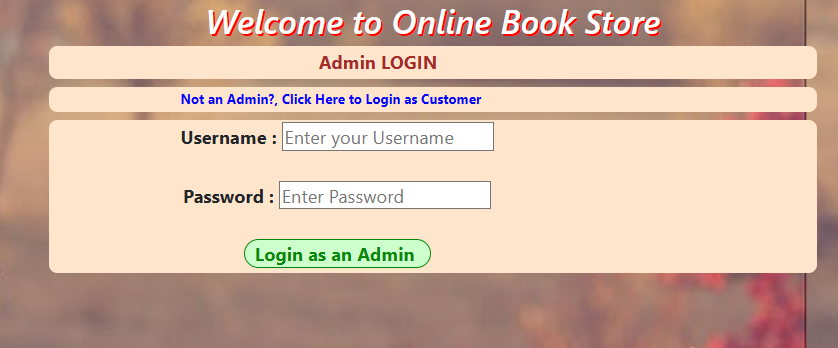 Welcome to Online Book Store
Admin LOGIN
Not an Admin?, Click Here to Login as Customer
Username : Enter your Username
Password : Enter Password
Login as an Admin